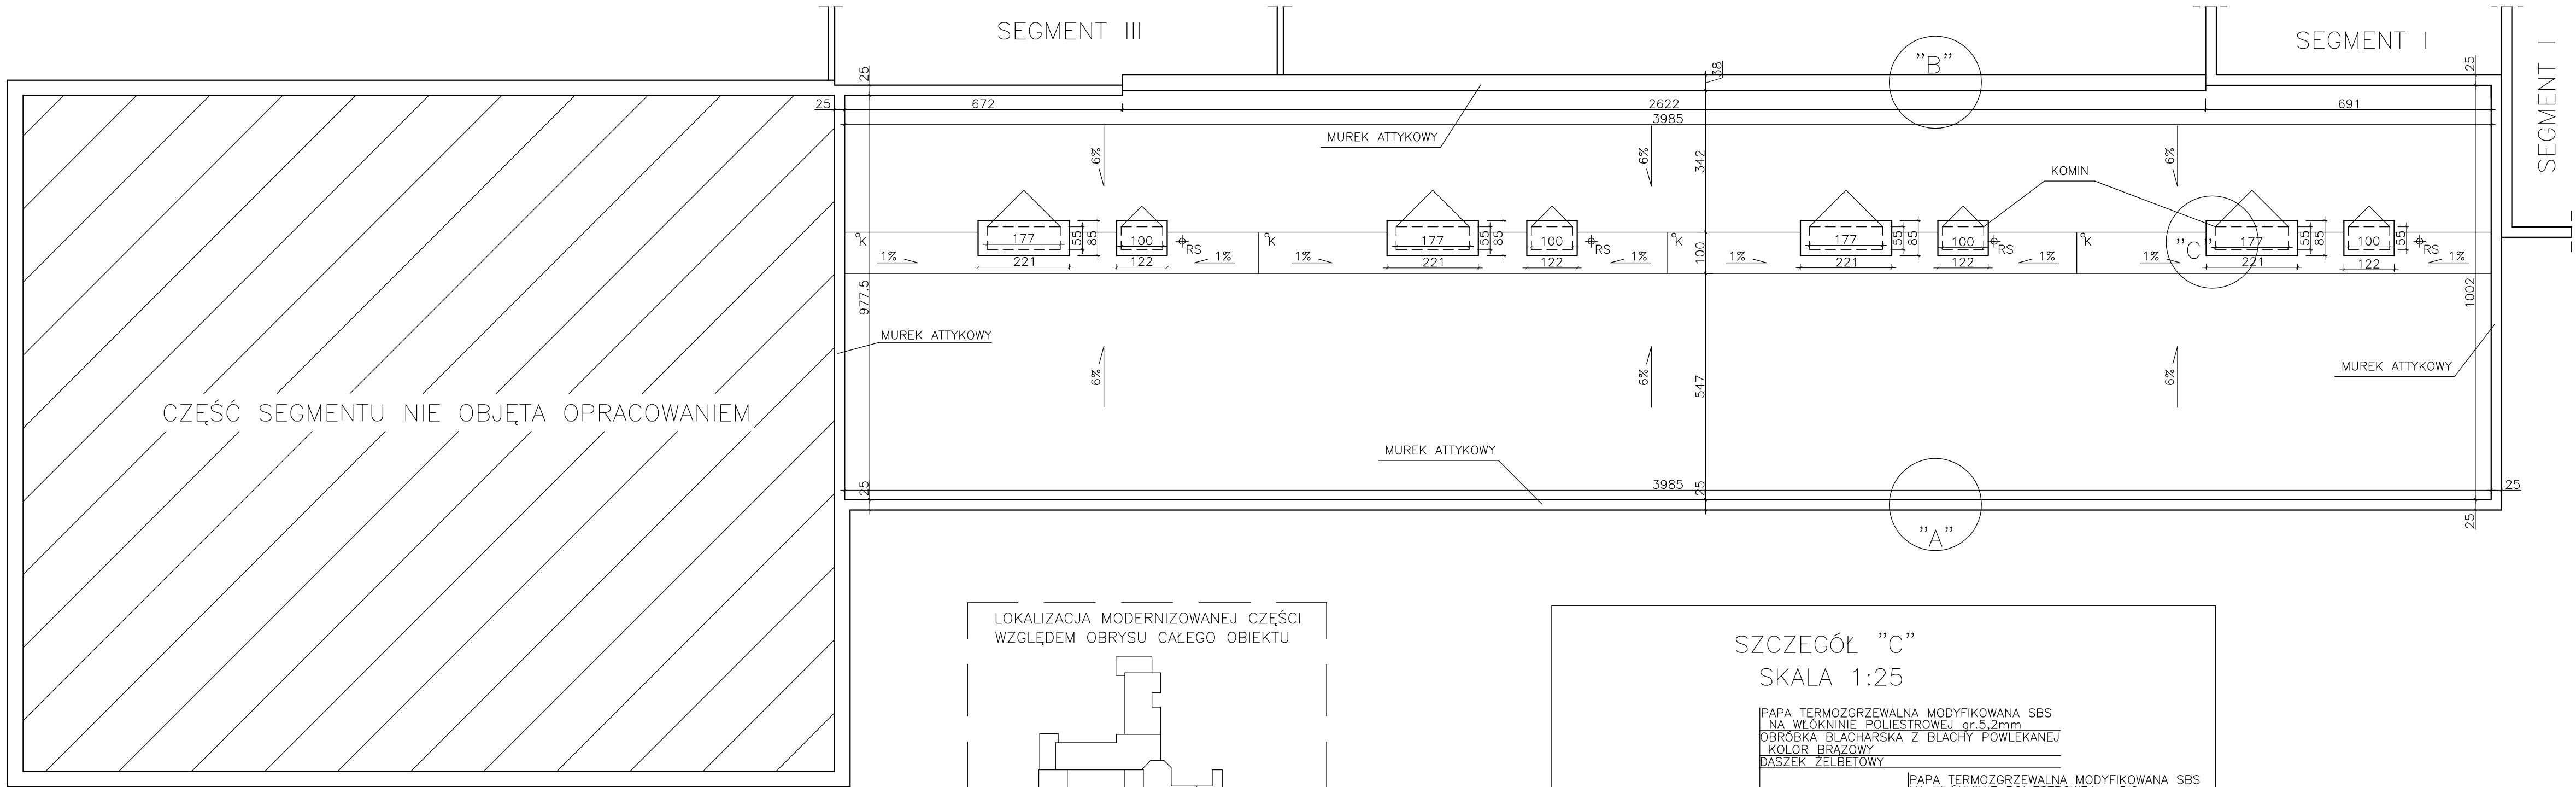 SEGMENT III
SEGMENT I
SEGMENT I
"B"
25
38
25
25
672
2622
691
3985
MUREK ATTYKOWY
6%
342
6%
6%
KOMIN
K
177
55
85
100
RS
K
177
55
85
100
RS
K
100
177
55
85
100
RS
K
"C"
177
55
85
100
55
RS
1%
221
122
1%
1%
221
122
1%
1%
221
122
1%
1%
221
122
1%
977.5
1002
MUREK ATTYKOWY
MUREK ATTYKOWY
6%
6%
547
6%
CZĘŚĆ SEGMENTU NIE OBJĘTA OPRACOWANIEM
MUREK ATTYKOWY
25
3985
25
25
25
"A"
LOKALIZACJA MODERNIZOWANEJ CZĘŚCI
WZGLĘDEM OBRYSU CAŁEGO OBIEKTU
SZCZEGÓŁ "C"
SKALA 1:25
PAPA TERMOZGRZEWALNA MODYFIKOWANA SBS
NA WŁÓKNINIE POLIESTROWEJ gr.5,2mm
OBRÓBKA BLACHARSKA Z BLACHY POWLEKANEJ
KOLOR BRĄZOWY
DASZEK ŻELBETOWY
PAPA TERMOZGRZEWALNA MODYFIKOWANA SBS